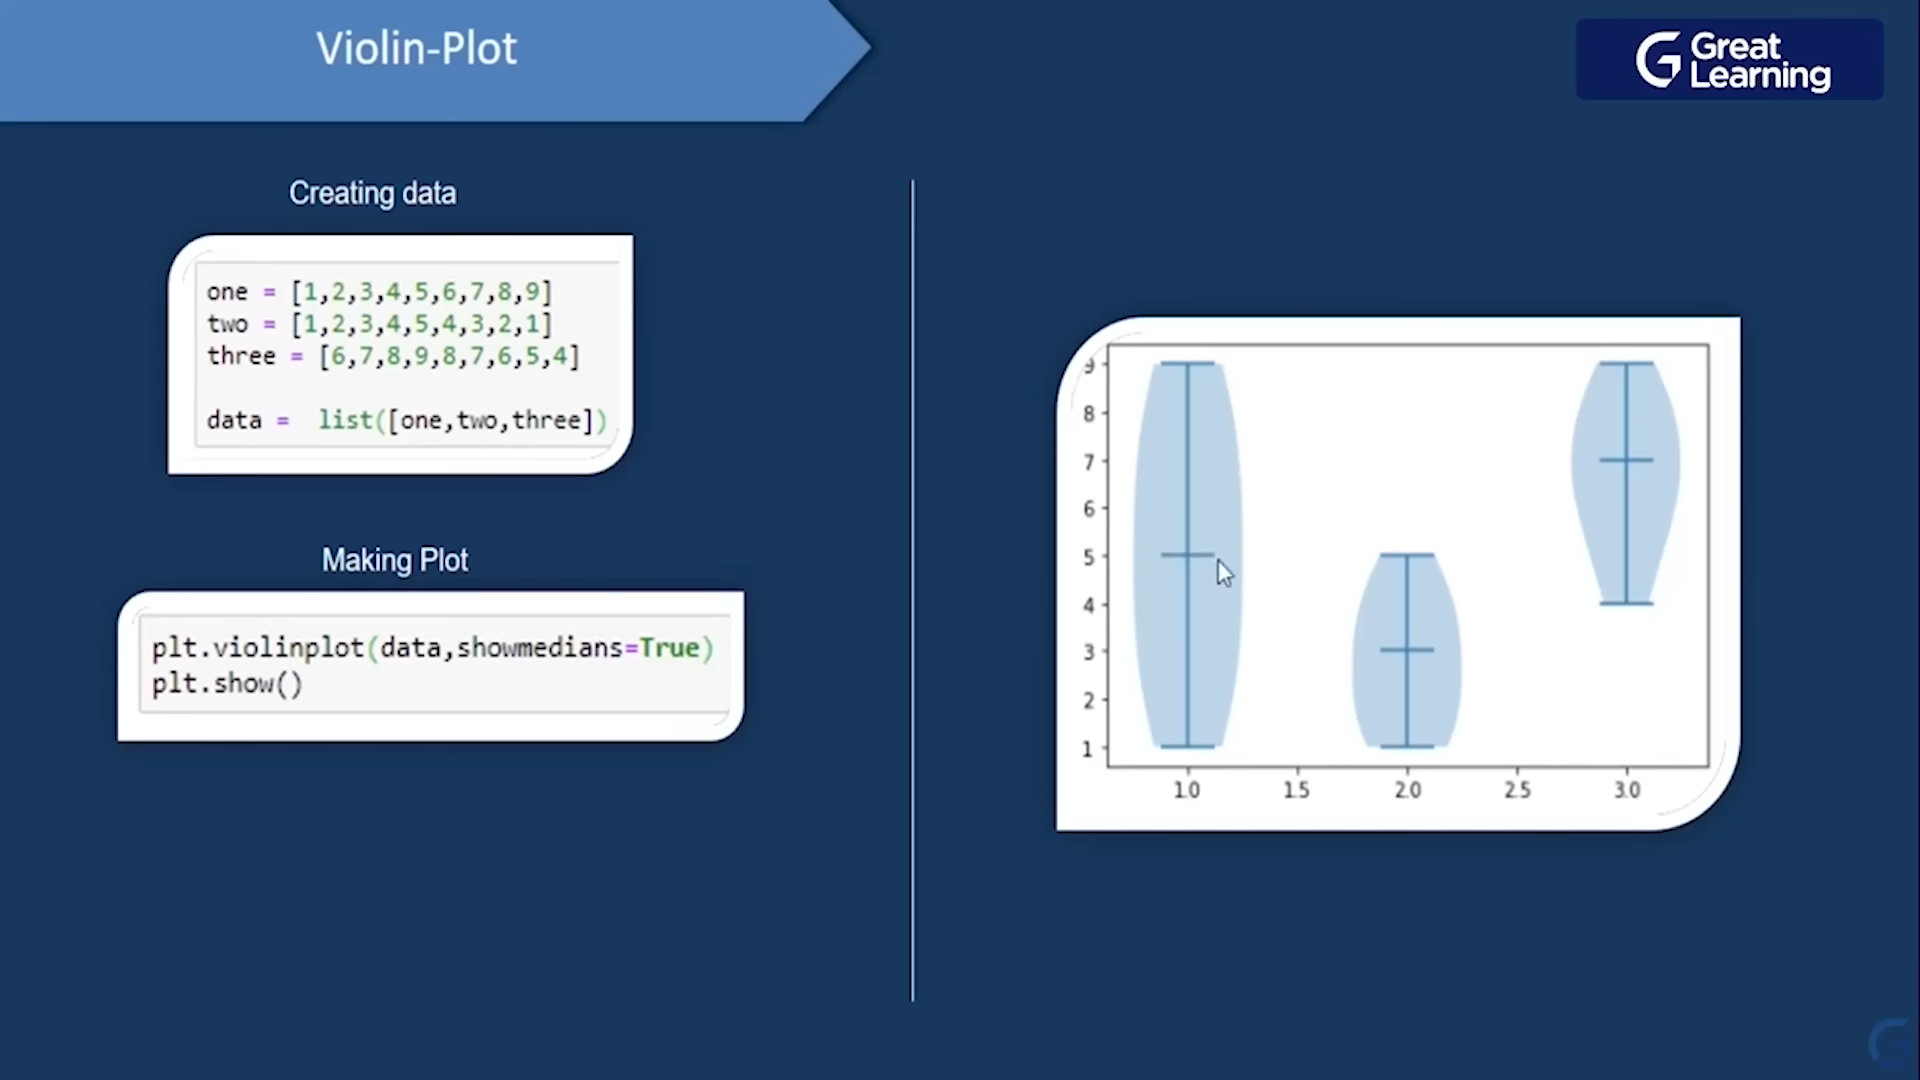 Violin-Plot
Great
Learning
Creating data
one = [1,2,3,4,5,6,7,8,9]
two = [1,2,3,4,5,4,3,2,1]
three = [6,7,8,9,8,7,6,5,4]
data =  list([one,two,three])
Making Plot
plt.violinplot(data,showmedians=True)
plt.show()
9
8
7
6
5
4
3
2
1
1.0 1.5 2.0 2.5 3.0